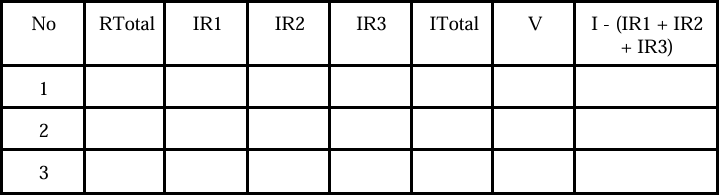 No RTotal IR1 IR2 IR3 ITotal V I - (IR1 + IR2
+ IR3)
1
2
3